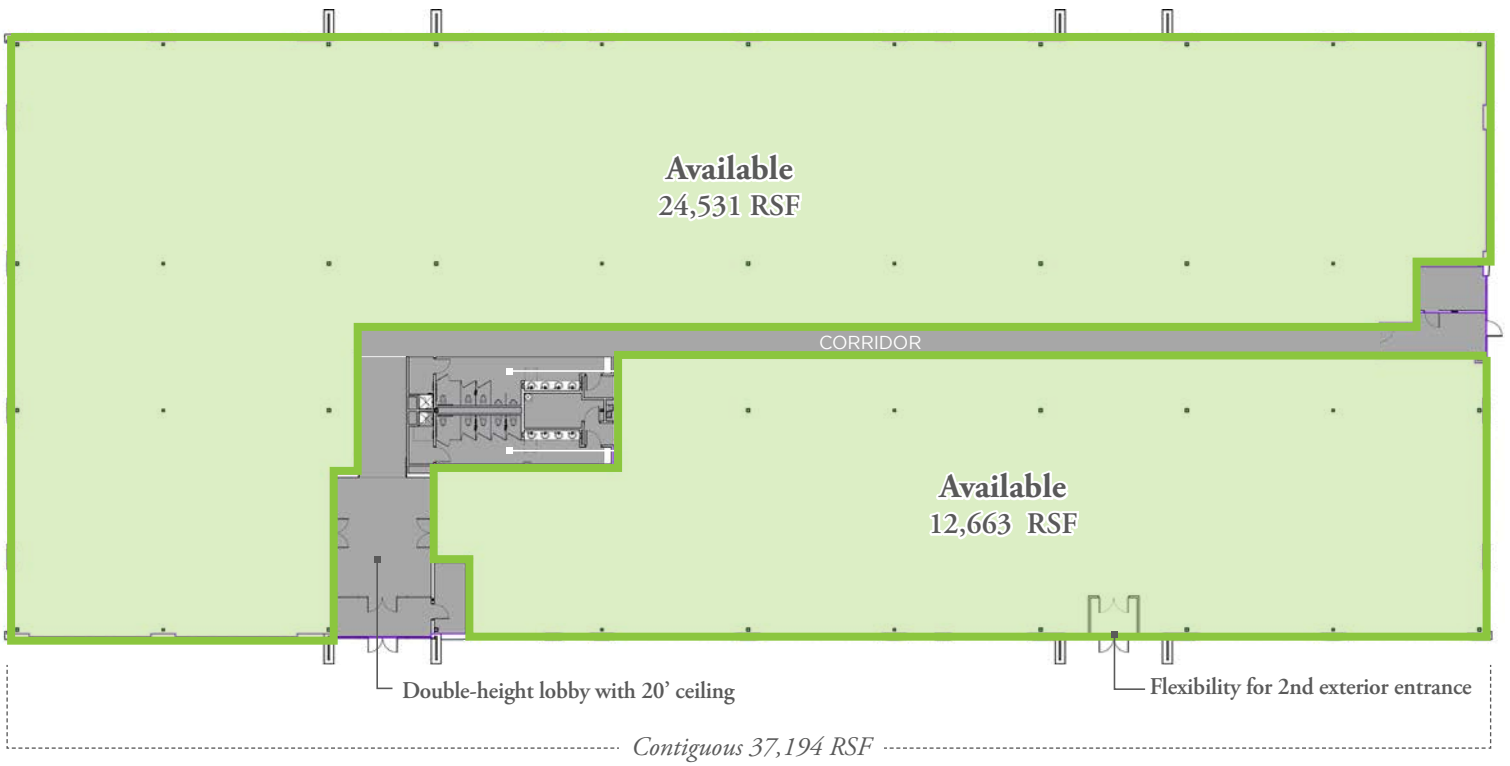 Available
24,531 RSF
CORRIDOR
Available
12,663 RSF
Double-height lobby with 20’ ceiling
Flexibility for 2nd exterior entrance
Contiguous 37,194 RSF